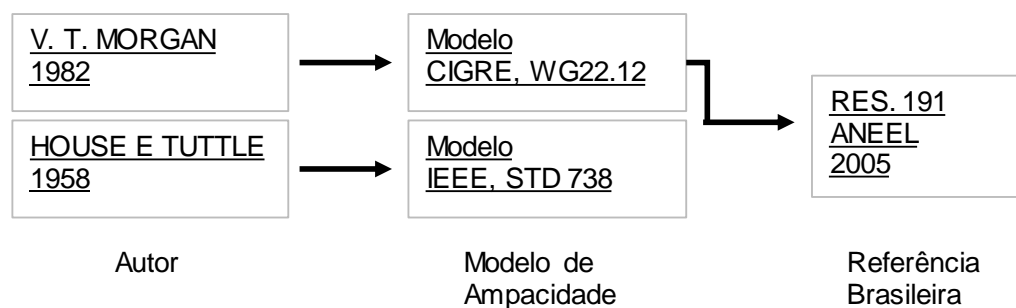 V. T. MORGAN
1982
Modelo
CIGRE, WG22.12
HOUSE E TUTTLE
1958
Modelo
IEEE, STD 738
RES. 191
ANEEL
2005
Autor
Modelo de
Ampacidade
Referência
Brasileira